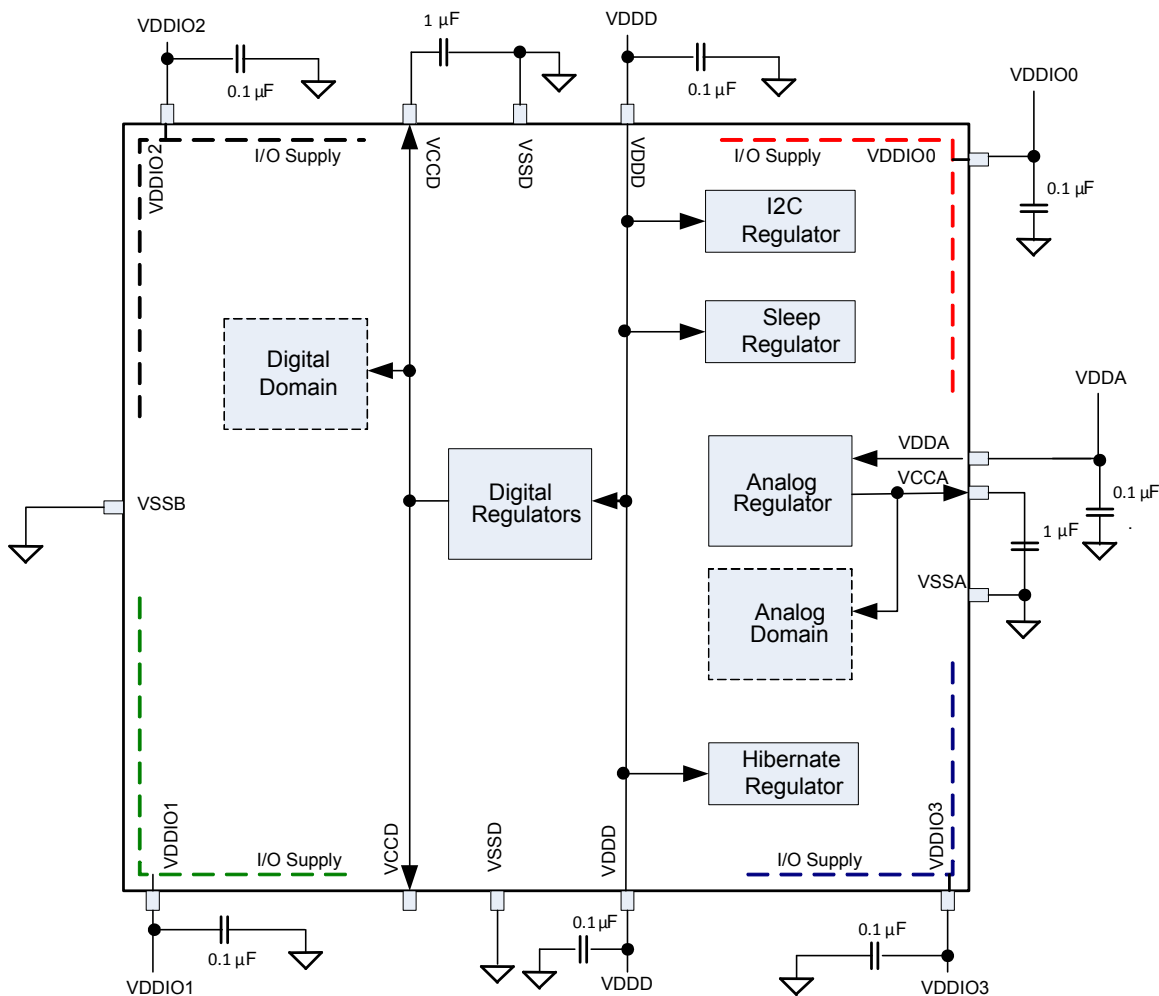 VDDIO2
1 µF
VDDD
0.1 µF
0.1 µF
VDDIO0
0.1 µF
I/O Supply
I/O Supply
VDDIO0
VDDIO2
VCCD
VSSD
VDDD
I2C
Regulator
Sleep
Regulator
Digital
Domain
VDDA
VDDA
VCCA
Analog
Regulator
Digital
Regulators
0.1 µF
1 µF
VSSB
VSSA
Analog
Domain
Hibernate
Regulator
VDDIO1
VCCD
VSSD
VDDD
VDDIO3
I/O Supply
I/O Supply
0.1 µF
0.1 µF
0.1 µF
VDDIO1
VDDD
VDDIO3